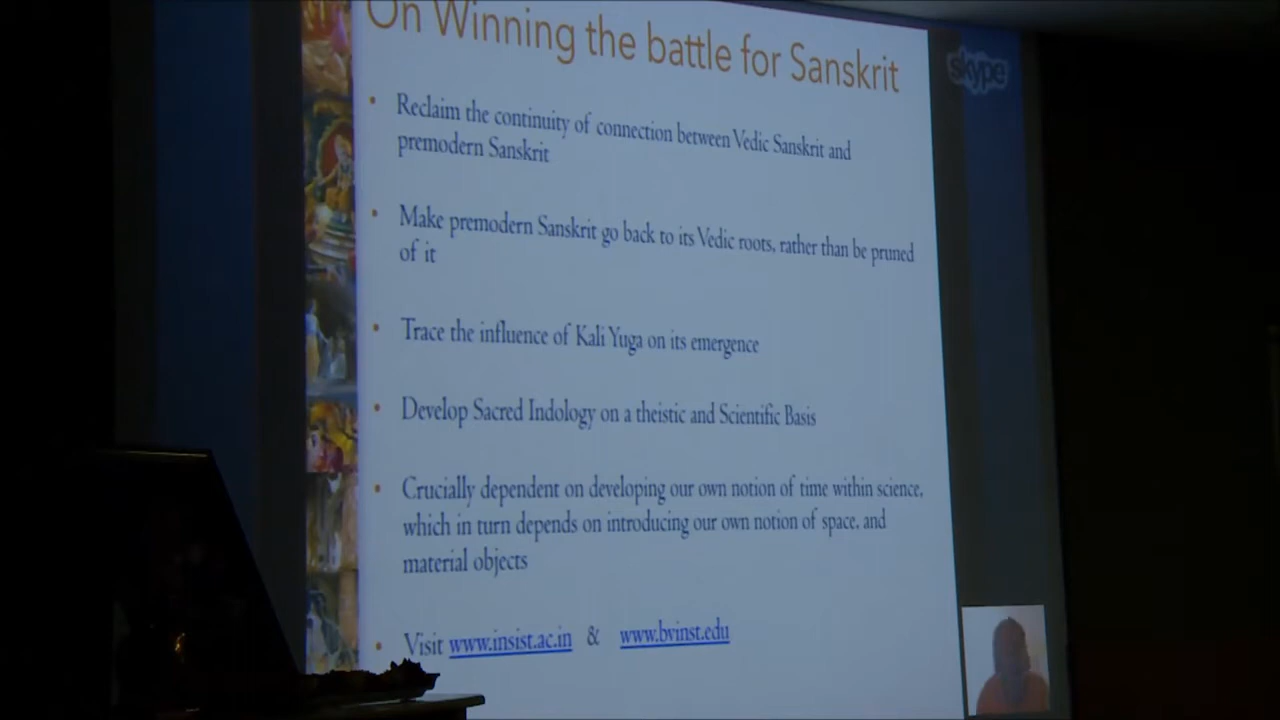 On Winning the battle for Sanskrit
skype
• Reclaim the continuity of connection between Vedic Sanskrit and
premodern Sanskrit
• Make premodern Sanskrit go back to its Vedic roots, rather than be pruned
of it
• Trace the influence of Kali Yuga on its emergence
• Develop Sacred Indology on a theistic and Scientific Basis
• Crucially dependent on developing our own notion of time within science,
which in turn depends on introducing our own notion of space, and
material objects
• Visit www.insist.ac.in & www.bvinst.edu